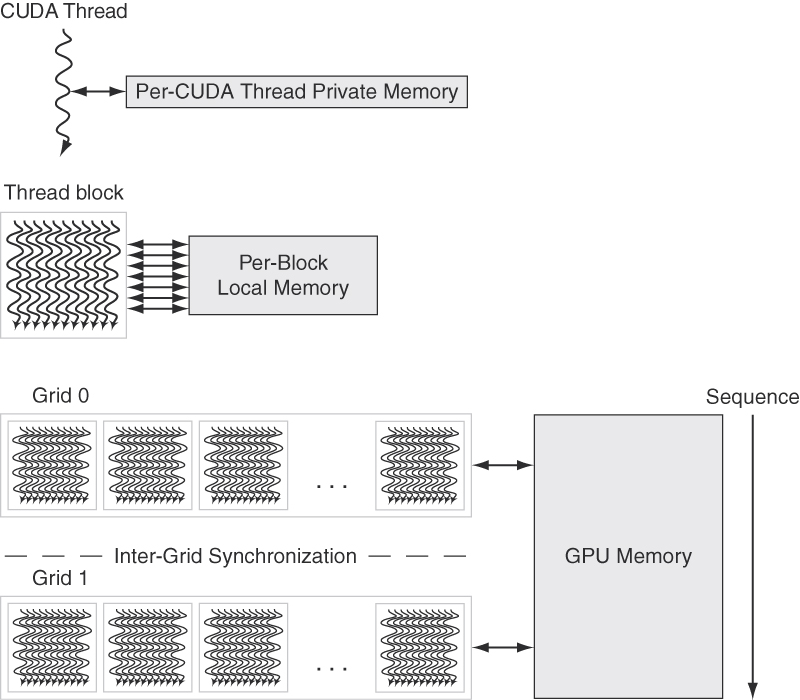 CUDA Thread
Per-CUDA Thread Private Memory
Thread block
Per-Block
Local Memory
Grid 0
Sequence
. . .
Inter-Grid Synchronization
GPU Memory
Grid 1
. . .